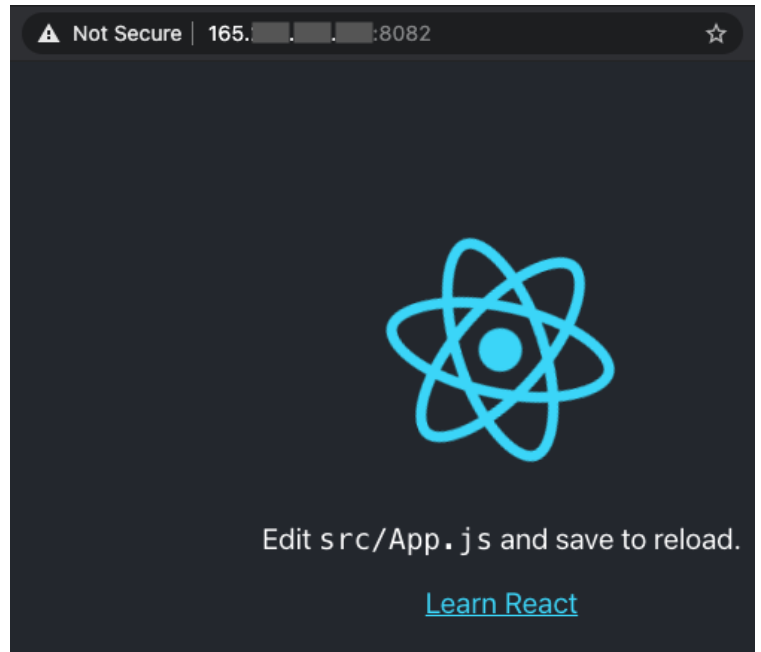 Not Secure 165. . . :8082
Edit src/App.js and save to reload.
Learn React